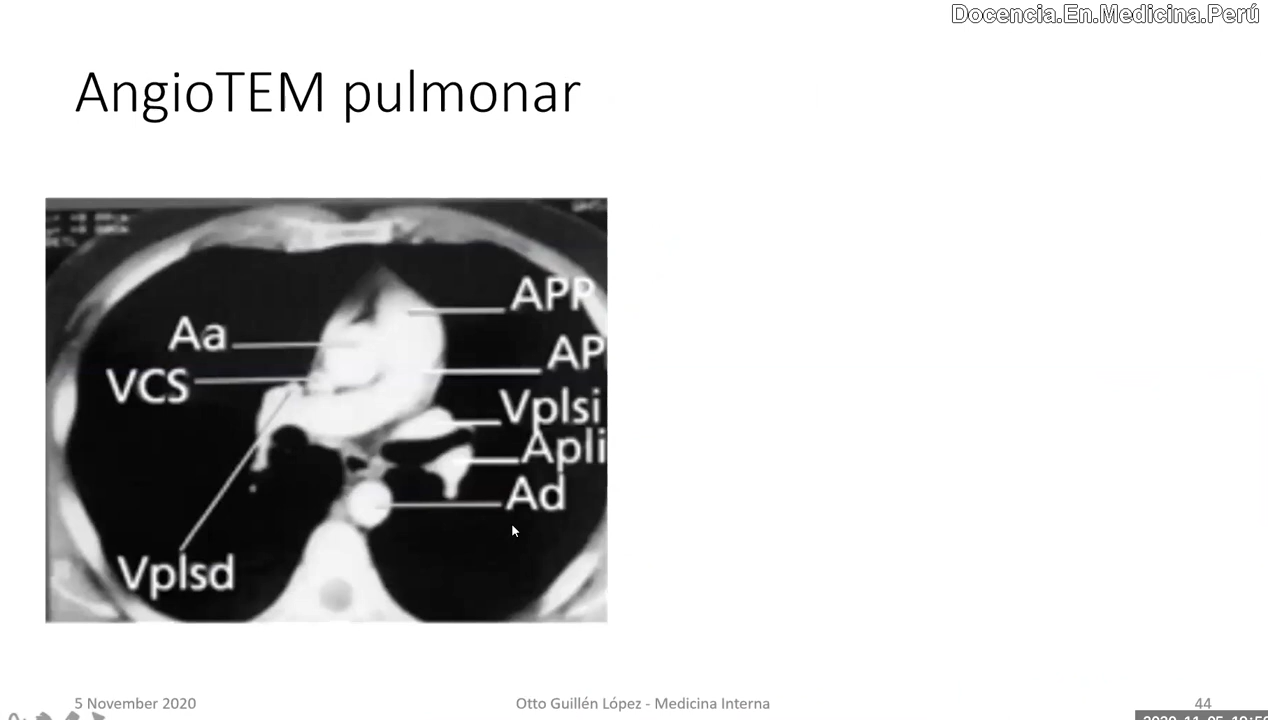 Docencia.En.Medicina.Perú
AngioTEM pulmonar
APP
Aa
AP
VCS
Vplsi
Apli
Ad
Vplsd
5 November 2020
Otto Guillén López - Medicina Interna
44